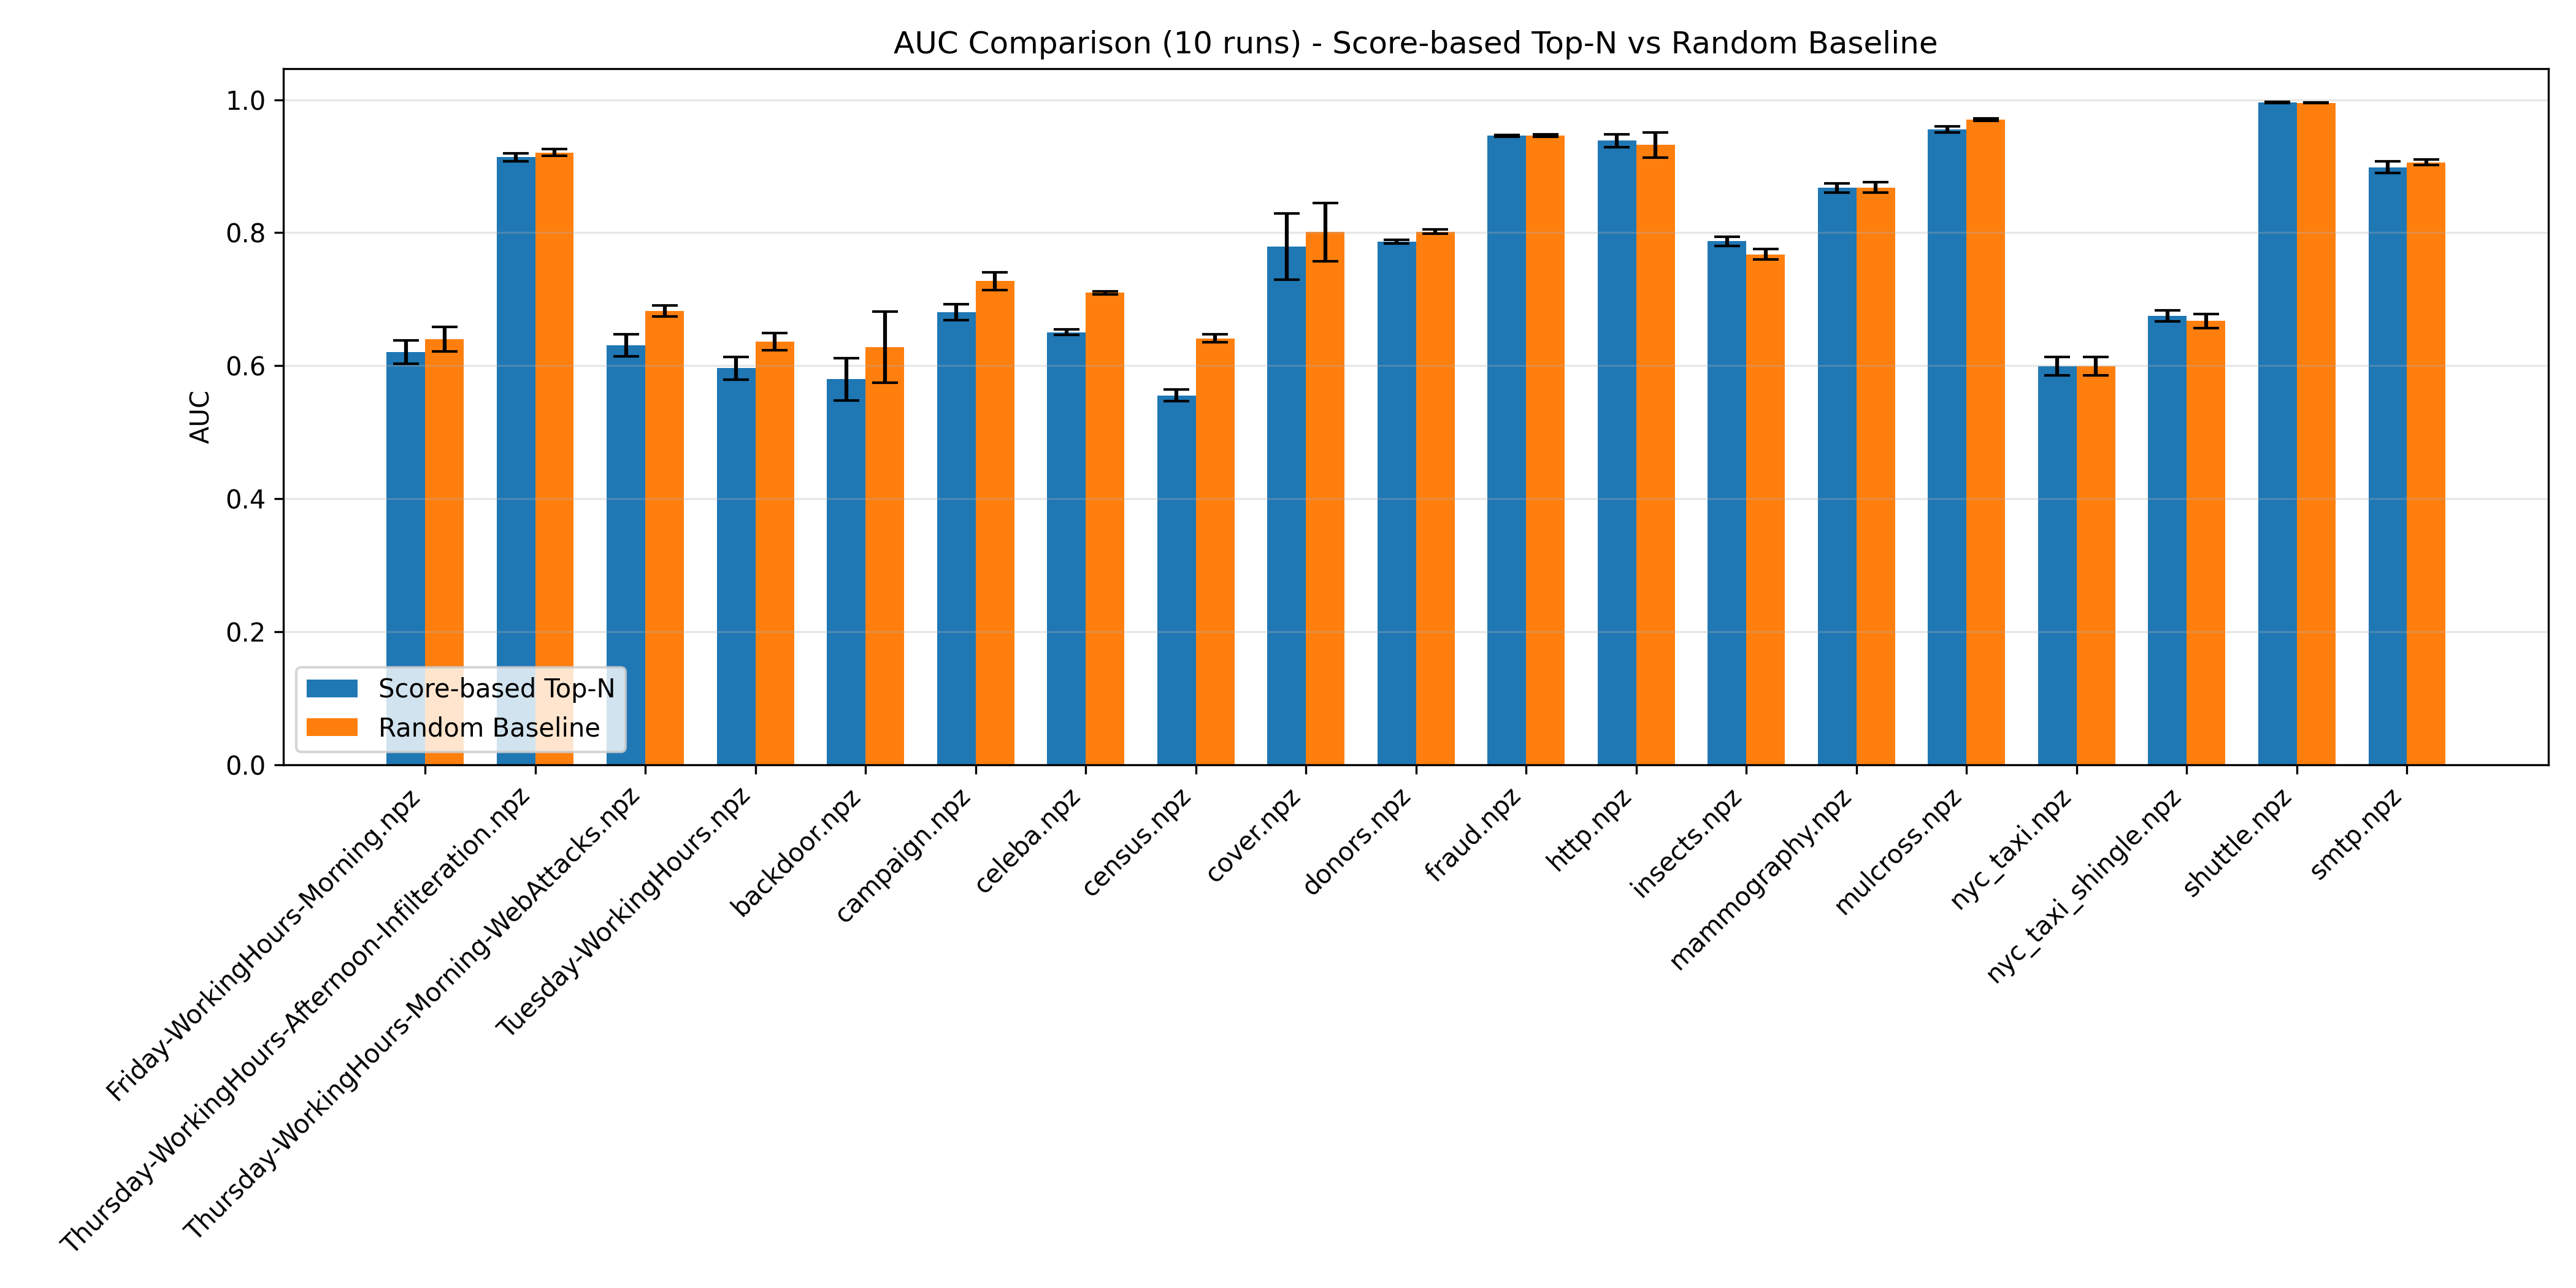 AUC Comparison (10 runs) - Score-based Top-N vs Random Baseline
AUC
1.0
0.8
0.6
0.4
0.2
0.0
Score-based Top-N
Random Baseline
Friday-WorkingHours-Morning.npz
Thursday-WorkingHours-Afternoon-Infilteration.npz
Thursday-WorkingHours-Morning-WebAttacks.npz
Tuesday-WorkingHours.npz
backdoor.npz
campaign.npz
celeba.npz
census.npz
cover.npz
donors.npz
fraud.npz
http.npz
insects.npz
mammography.npz
mulcross.npz
nyc_taxi.npz
nyc_taxi_shingle.npz
shuttle.npz
smtp.npz